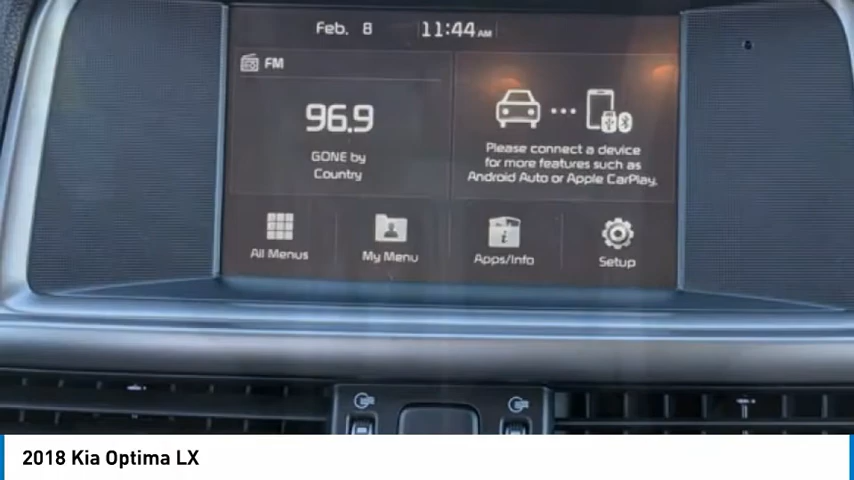 Feb. 8 11:44 AM
FM
96.9
GONE by
Country
Please connect a device
for more features such as
Android Auto or Apple CarPlay.
All Menus
My Menu
Apps/Info
Setup
2018 Kia Optima LX